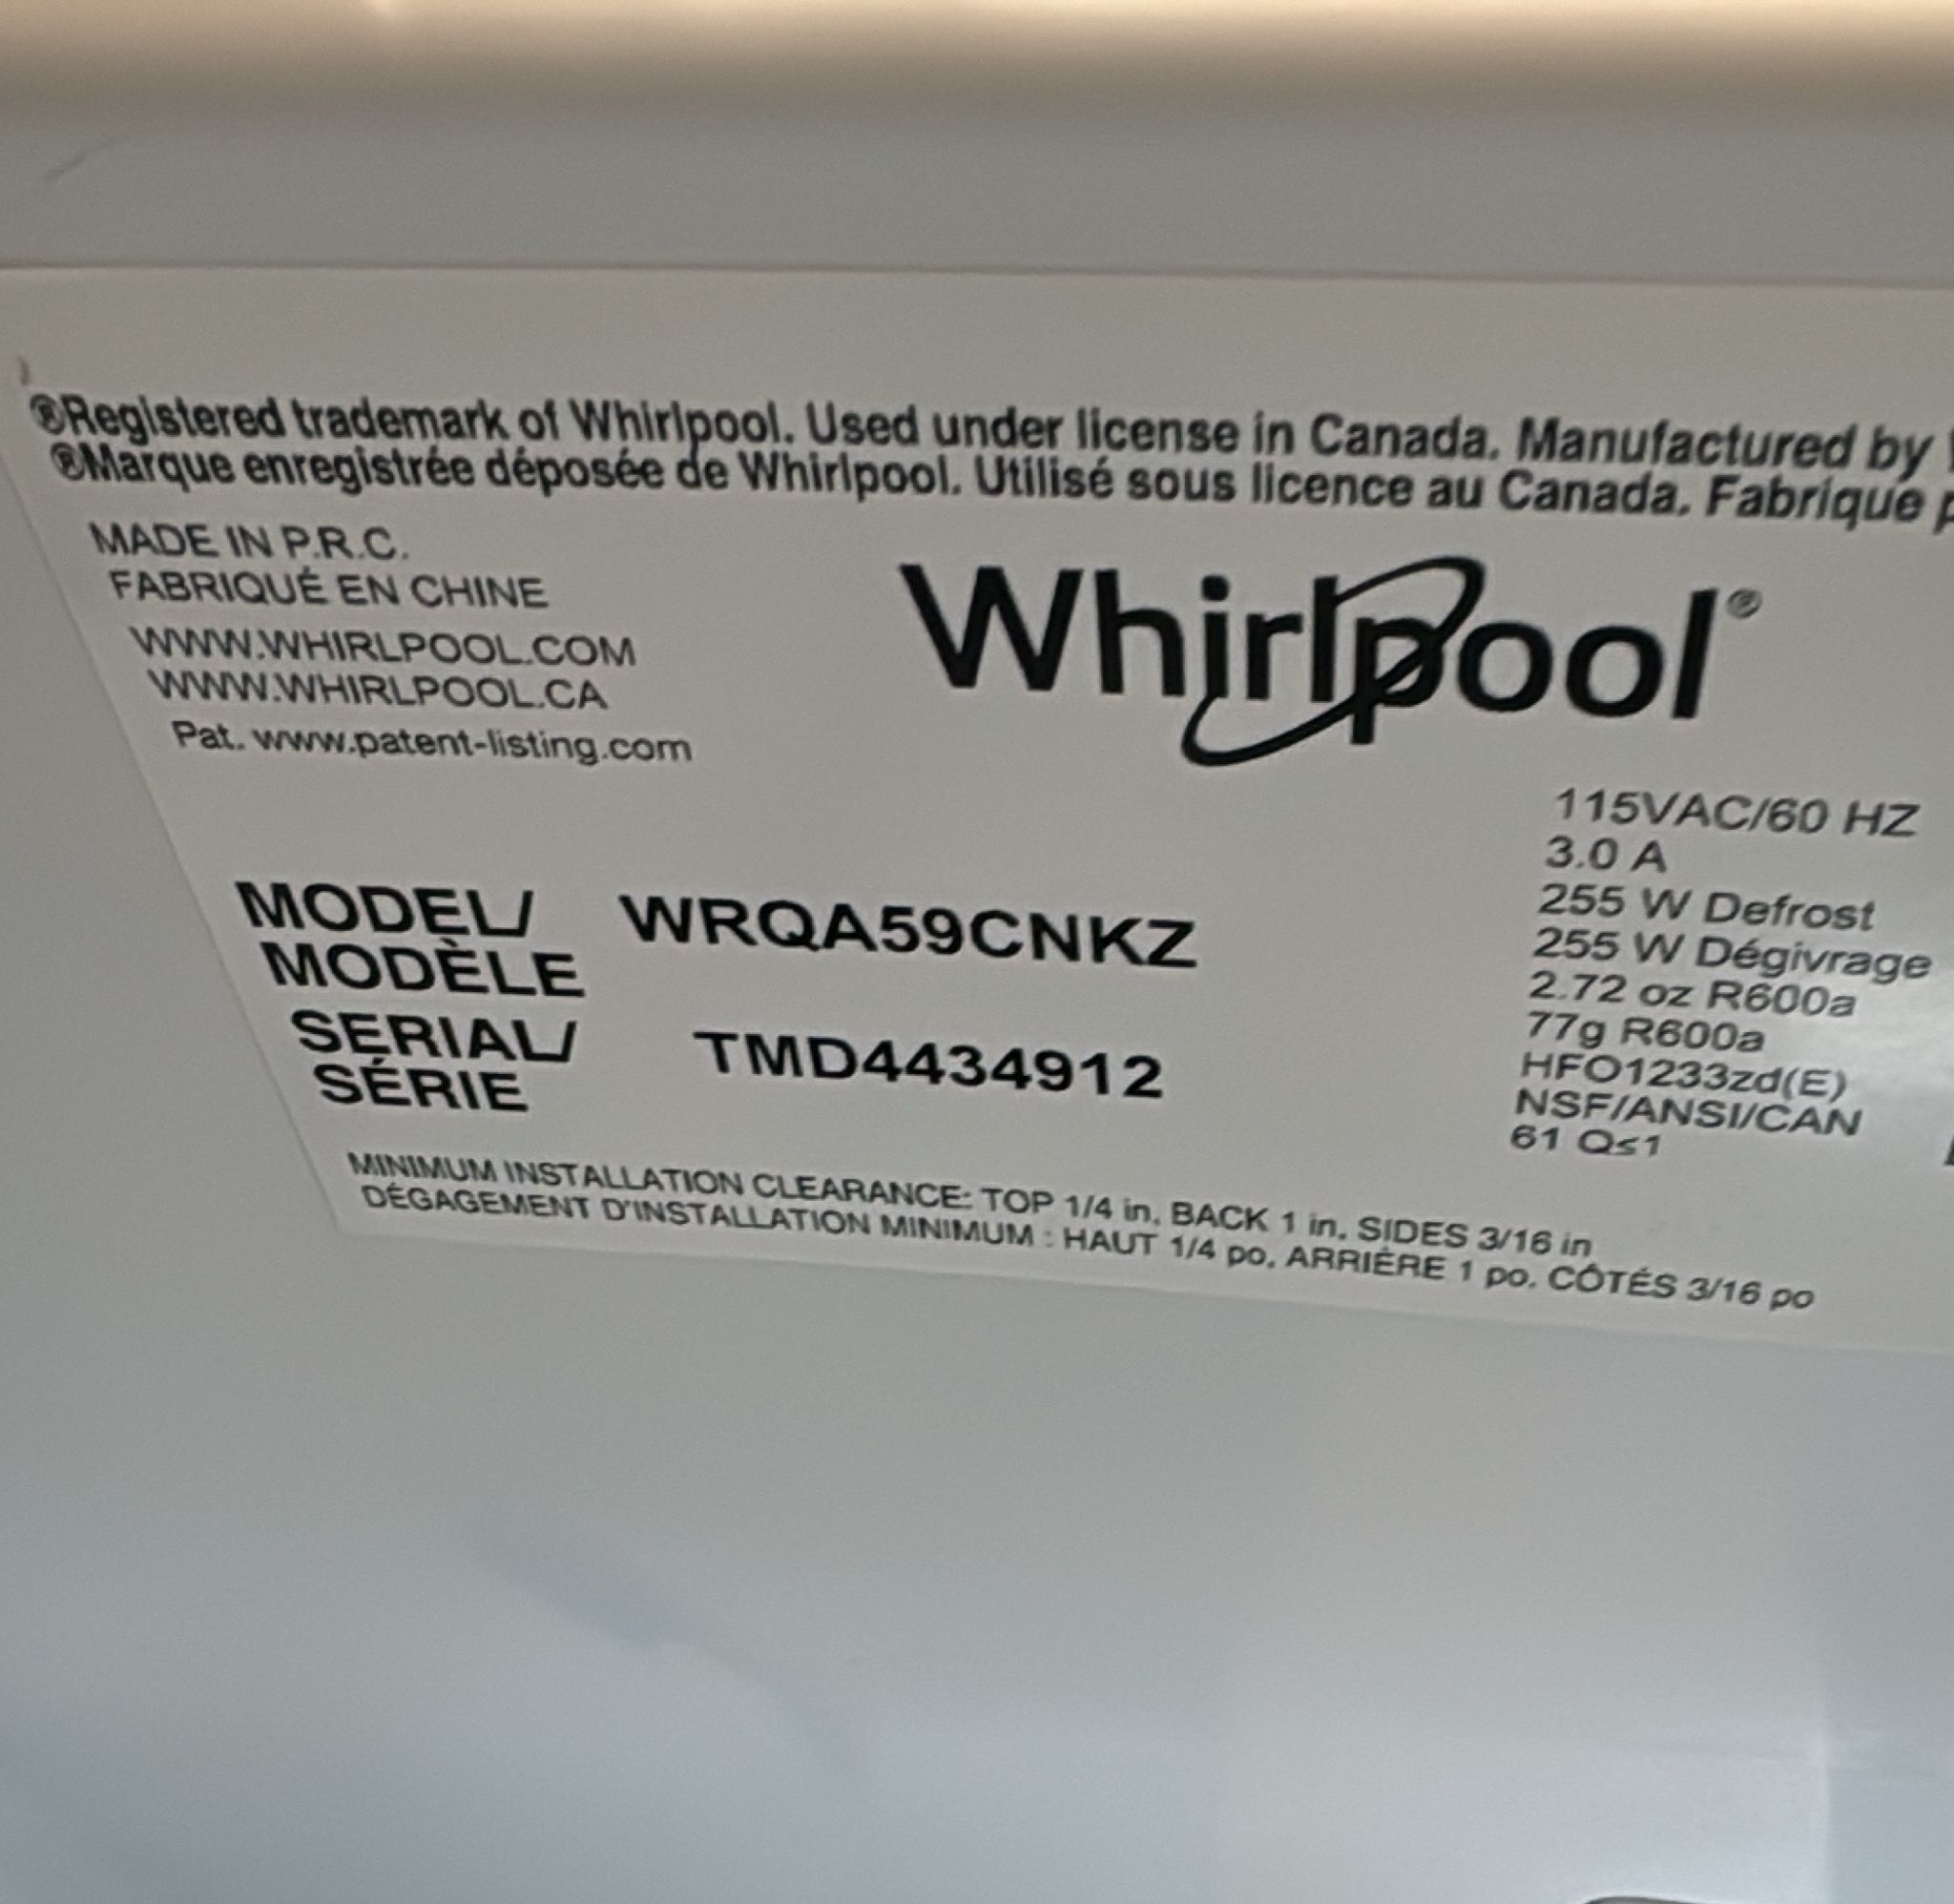 ®Registered trademark of Whirlpool. Used under license in Canada. Manufactured by
®Marque enregistrée déposée de Whirlpool. Utilisé sous licence au Canada. Fabriqué
MADE IN P.R.C.
FABRIQUÉ EN CHINE
WWW.WHIRLPOOL.COM
WWW.WHIRLPOOL.CA
Pat. www.patent-listing.com
Whirlpool®
MODEL/
MODÈLE
WRQA59CNKZ
SERIAL/
SÉRIE
TMD4434912
115VAC/60 HZ
3.0 A
255 W Defrost
255 W Dégivrage
2.72 oz R600a
77g R600a
HFO1233zd(E)
NSF/ANSI/CAN
61 Q≤1
MINIMUM INSTALLATION CLEARANCE: TOP 1/4 in, BACK 1 in, SIDES 3/16 in
DÉGAGEMENT D'INSTALLATION MINIMUM : HAUT 1/4 po, ARRIÈRE 1 po, CÔTÉS 3/16 po